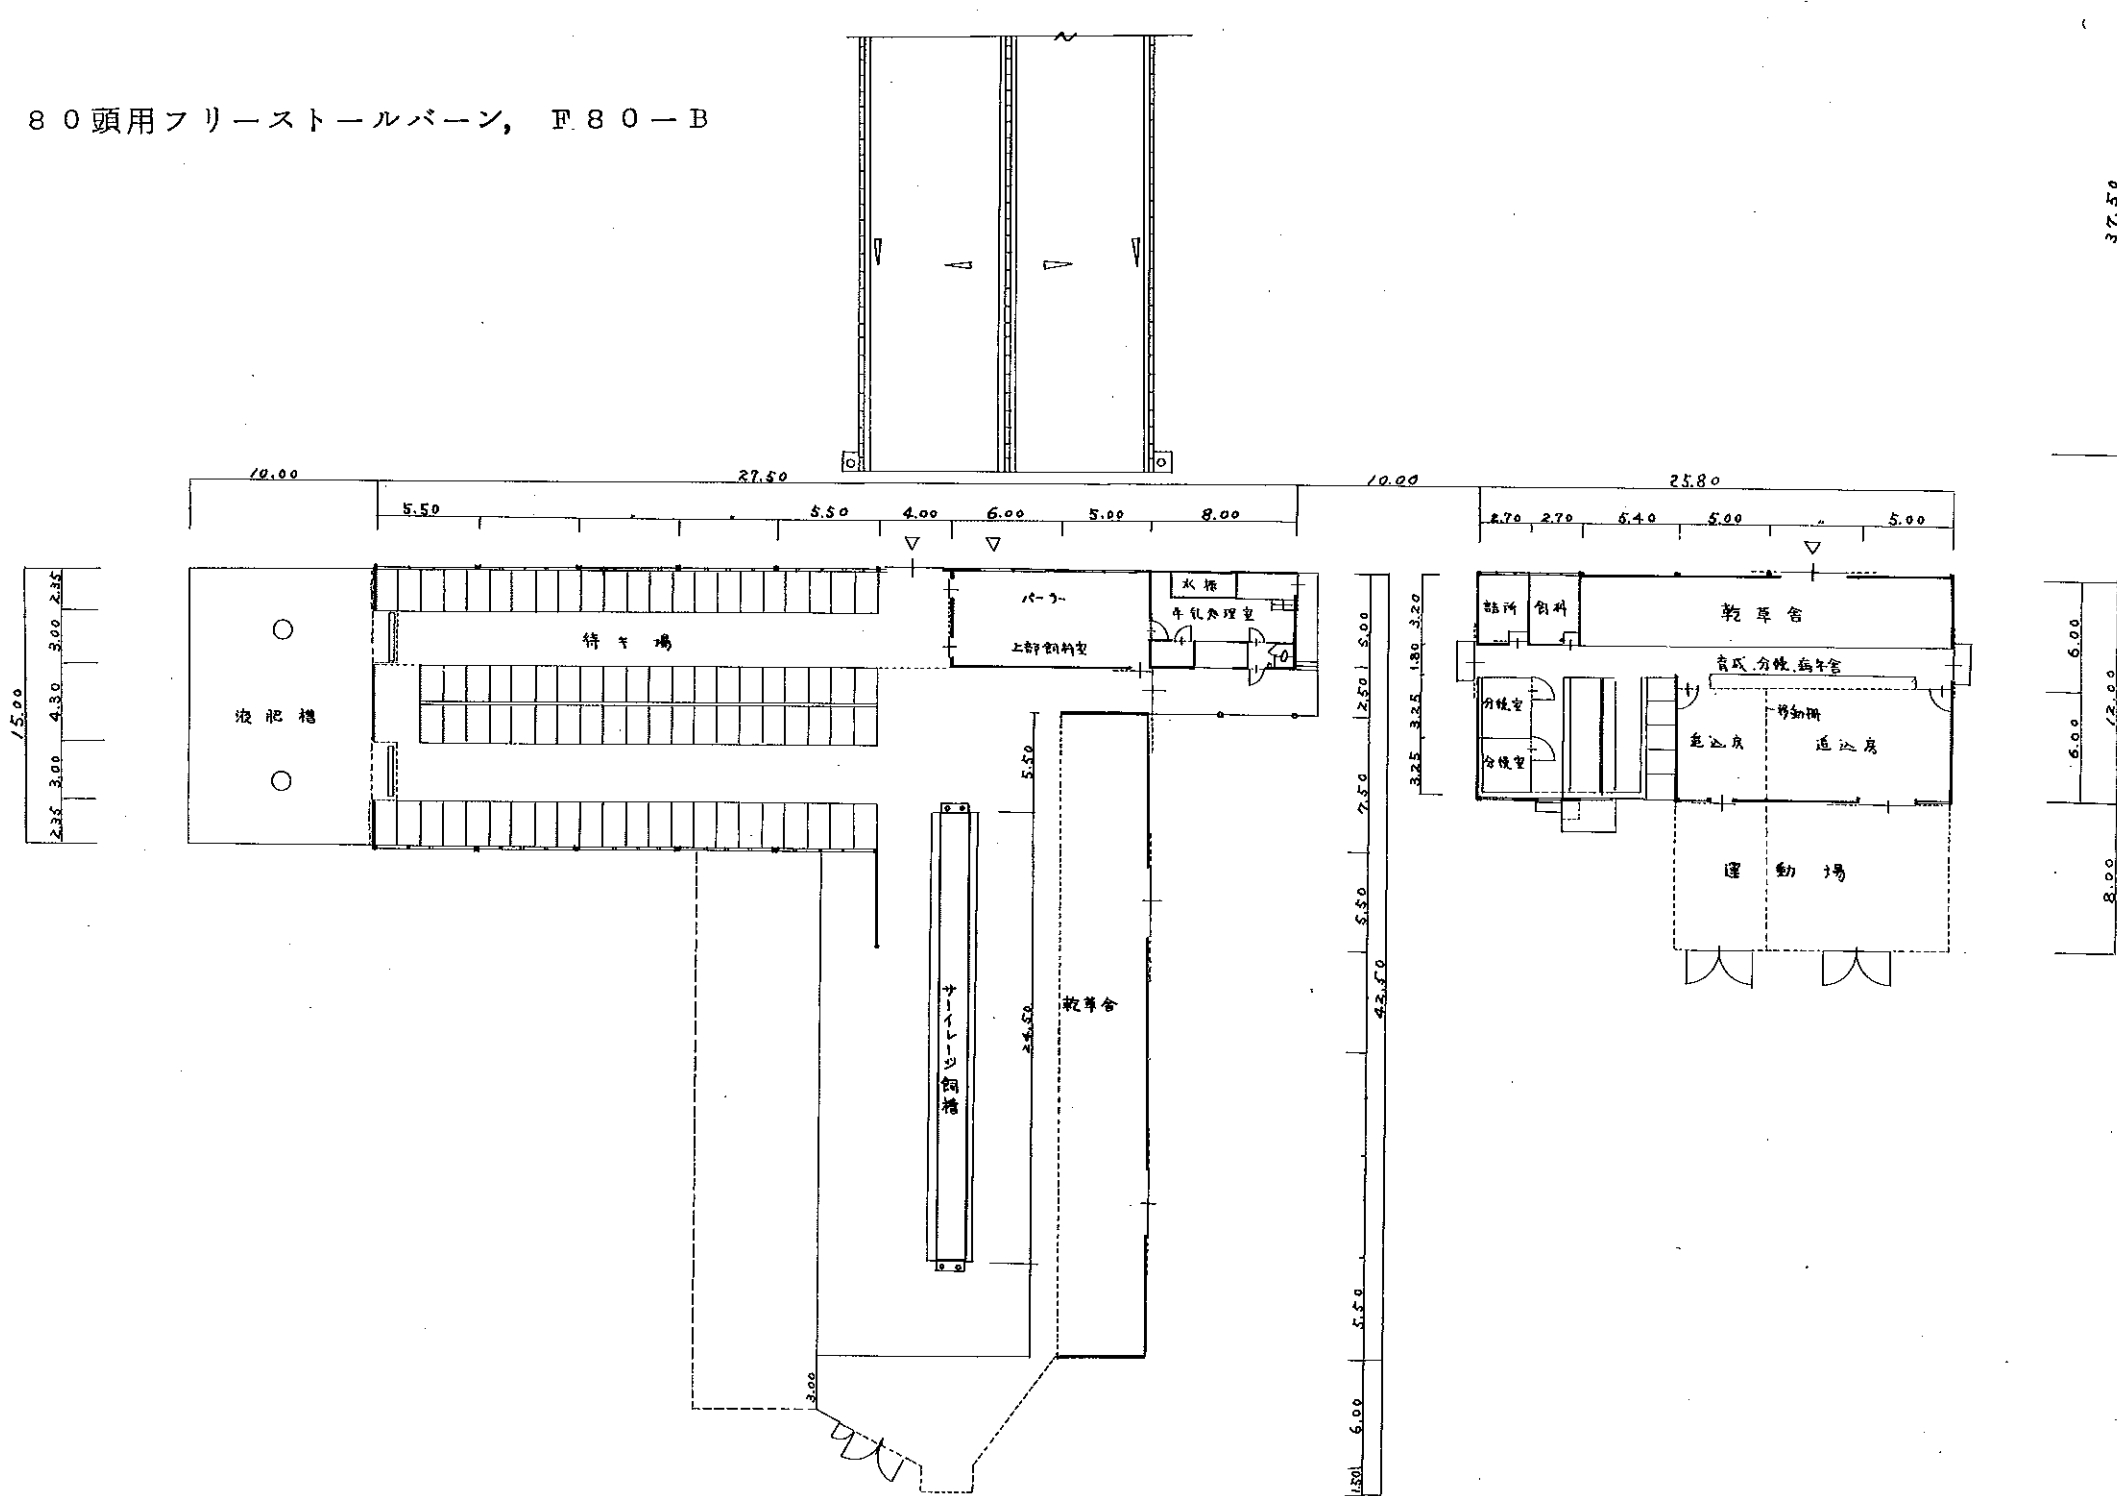 80頭用フリーストールバーン, F80-B
37.50
10.00 27.50 10.00 25.80
5.50 5.50 4.00 6.00 5.00 8.00
2.70 2.70 5.40 5.00 〃 5.00
15.00
2.35
3.00
4.30
3.00
2.35
液肥槽
待キ場
パーラー
上部飼料室
水槽
牛乳処理室
5.00
2.50
7.50
5.50
42.50
5.50
6.00
1.50
3.20
1.80
3.25
3.25
詰所
飼料
乾草舎
育成.分娩.病牛舎
分娩室
分娩室
移動柵
追込房
追込房
運動場
6.00
6.00
12.00
8.00
5.50
24.50
サイレージ飼槽
乾草舎
3.00